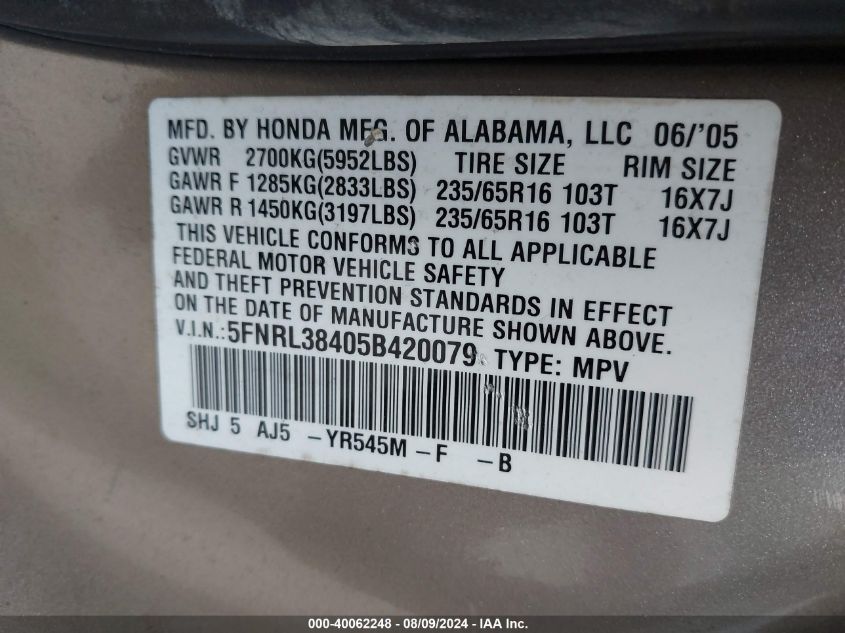 MFD. BY HONDA MFG. OF ALABAMA, LLC 06/'05
GVWR 2700KG(5952LBS) TIRE SIZE RIM SIZE
GAWR F 1285KG(2833LBS) 235/65R16 103T 16X7J
GAWR R 1450KG(3197LBS) 235/65R16 103T 16X7J
THIS VEHICLE CONFORMS TO ALL APPLICABLE
FEDERAL MOTOR VEHICLE SAFETY
AND THEFT PREVENTION STANDARDS IN EFFECT
ON THE DATE OF MANUFACTURE SHOWN ABOVE.
V.I.N.:5FNRL38405B420079 TYPE: MPV
SHJ 5 AJ5 -YR545M-F -B
000-40062248 - 08/09/2024 - IAA Inc.